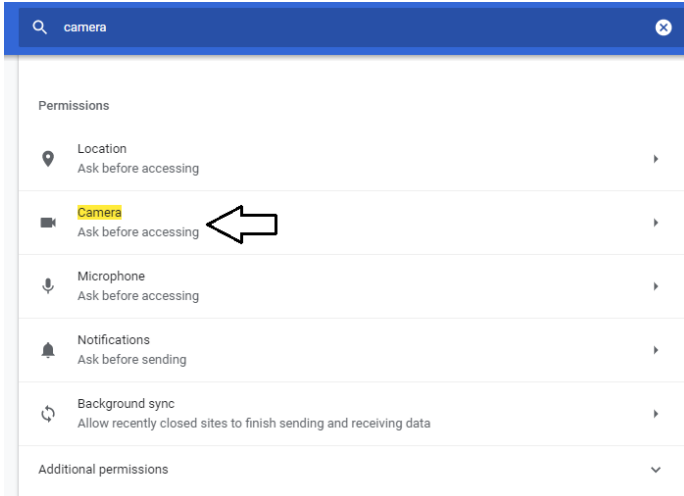 camera
Permissions
Location
Ask before accessing
Camera
Ask before accessing
Microphone
Ask before accessing
Notifications
Ask before sending
Background sync
Allow recently closed sites to finish sending and receiving data
Additional permissions